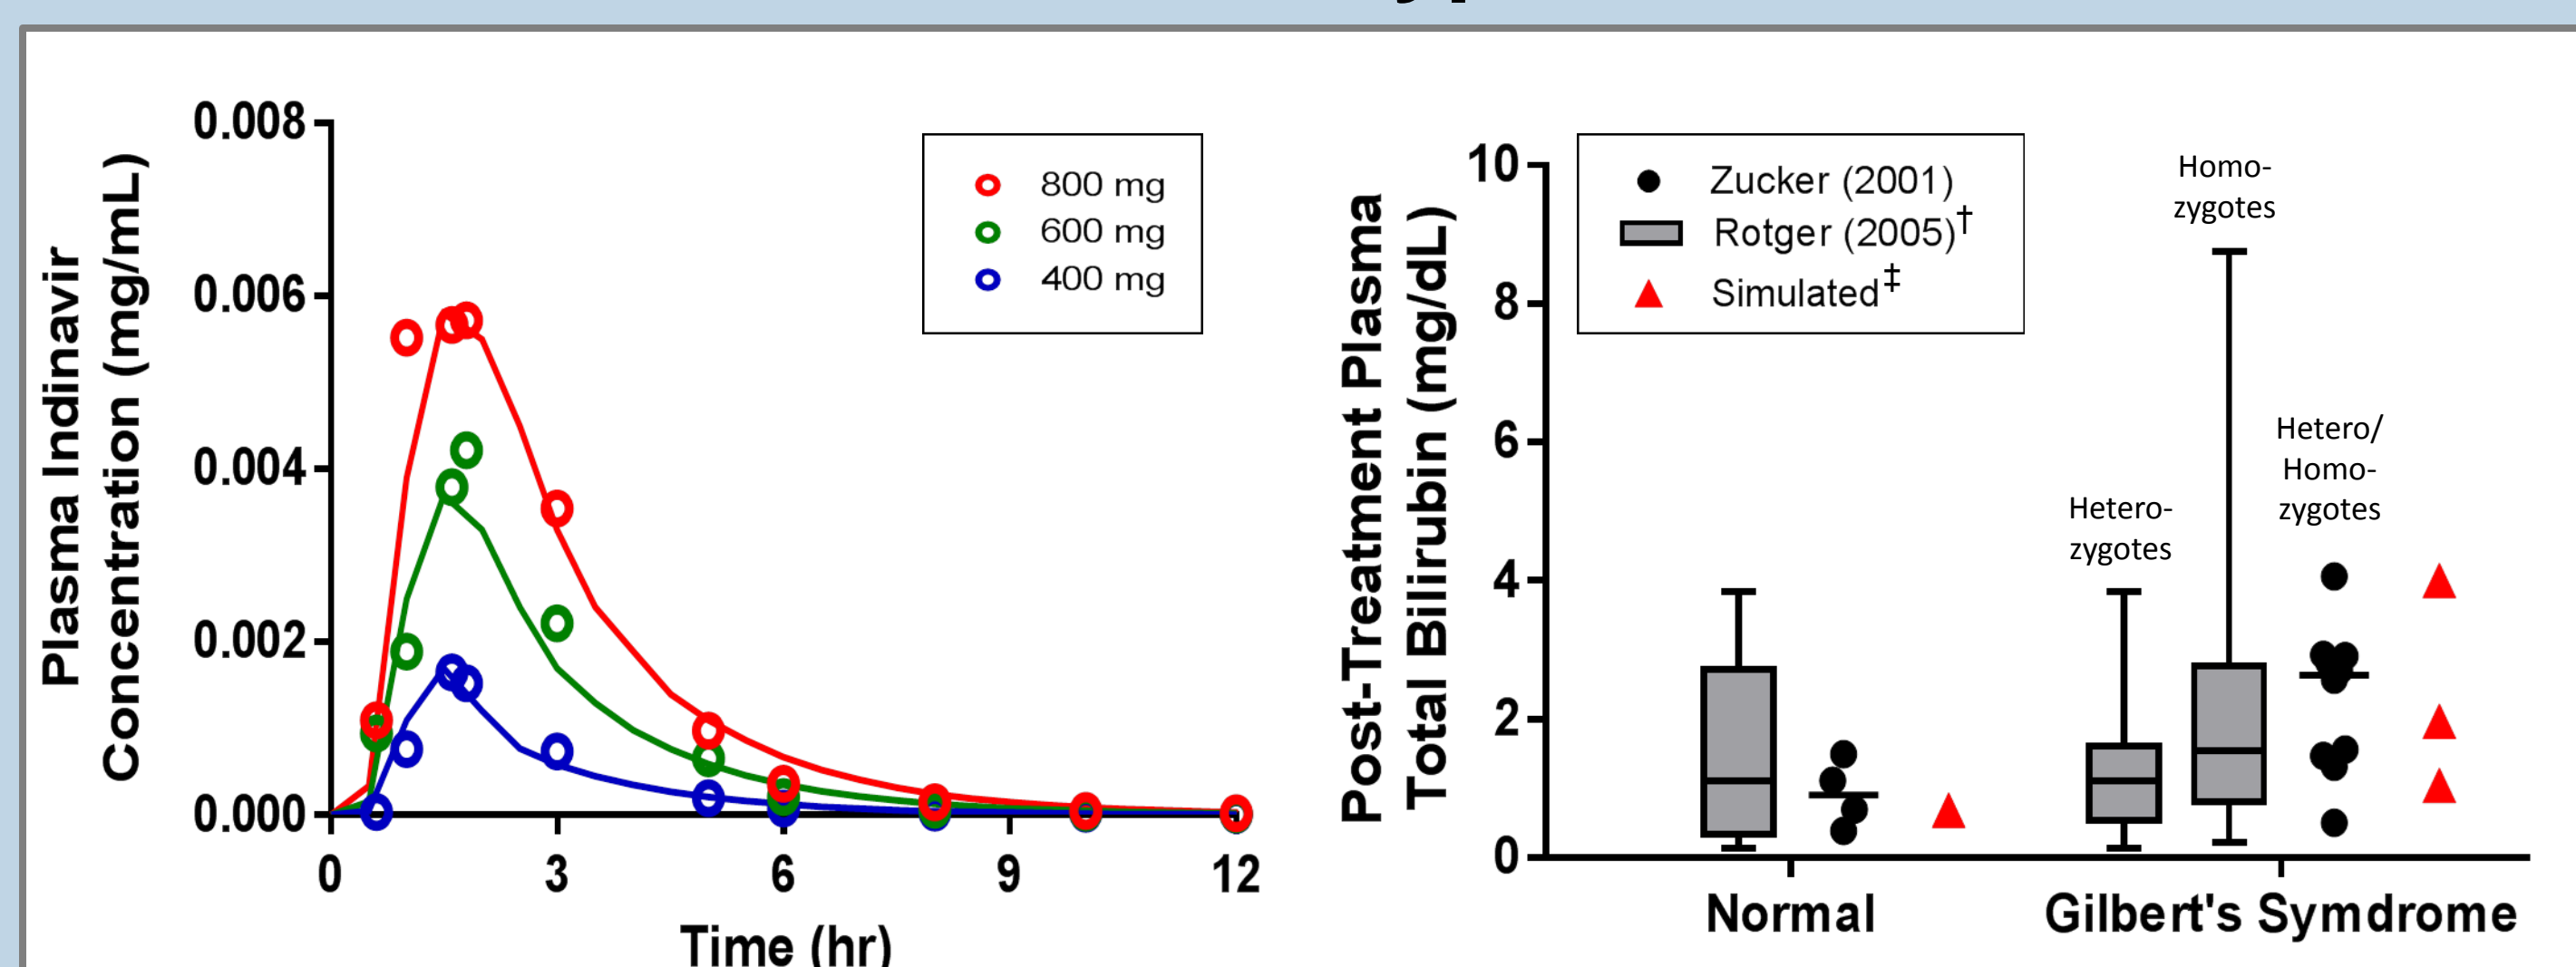 Plasma Indinavir
Concentration (mg/mL)
0.008
0.006
0.004
0.002
0.000
0
3
6
9
12
Time (hr)
800 mg
600 mg
400 mg
Post-Treatment Plasma
Total Bilirubin (mg/dL)
10
8
6
4
2
0
Zucker (2001)
Rotger (2005)†
Simulated‡
Homo-
zygotes
Hetero/
Homo-
zygotes
Hetero-
zygotes
Normal
Gilbert's Symdrome